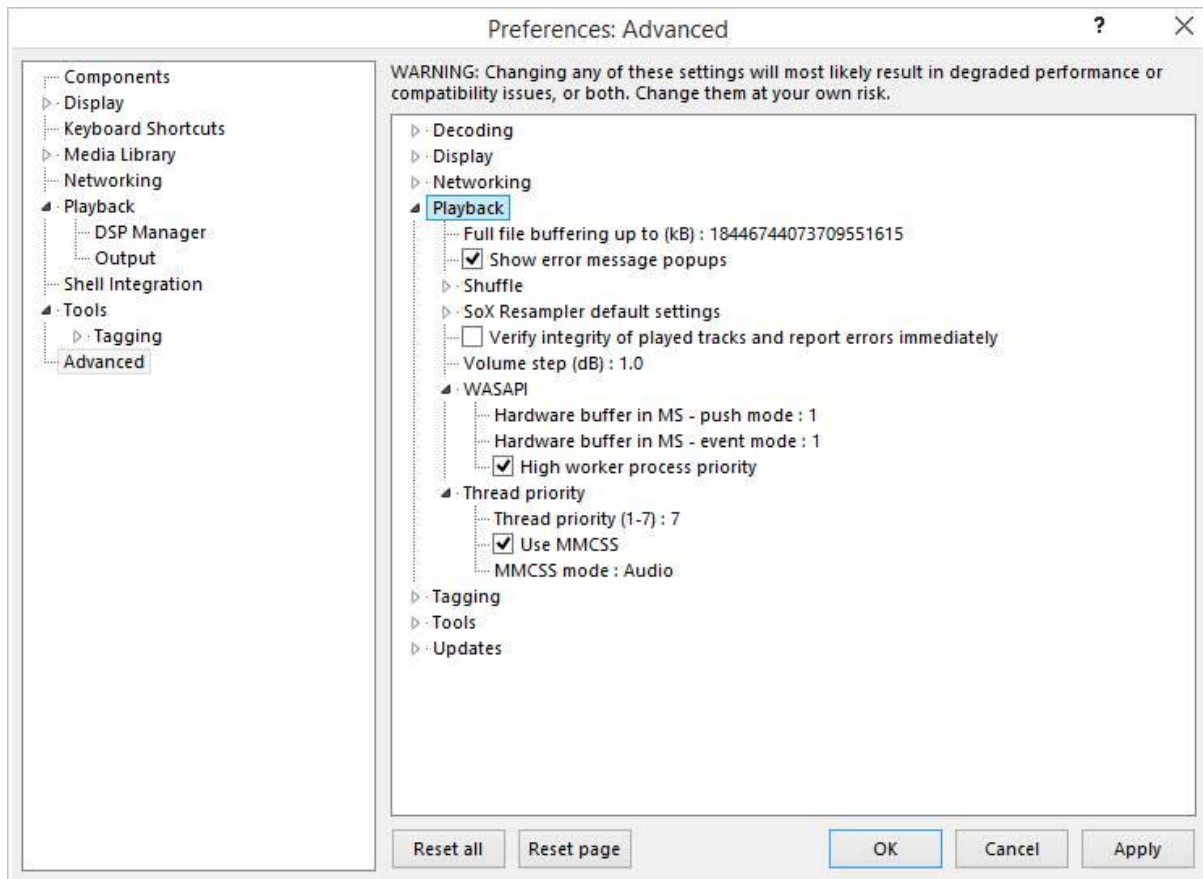 Preferences: Advanced
?
Components
Display
Keyboard Shortcuts
Media Library
Networking
Playback
DSP Manager
Output
Shell Integration
Tools
Tagging
Advanced
WARNING: Changing any of these settings will most likely result in degraded performance or
compatibility issues, or both. Change them at your own risk.
Decoding
Display
Networking
Playback
Full file buffering up to (kB) : 18446744073709551615
Show error message popups
Shuffle
SoX Resampler default settings
Verify integrity of played tracks and report errors immediately
Volume step (dB) : 1.0
WASAPI
Hardware buffer in MS - push mode : 1
Hardware buffer in MS - event mode : 1
High worker process priority
Thread priority
Thread priority (1-7) : 7
Use MMCSS
MMCSS mode : Audio
Tagging
Tools
Updates
Reset all
Reset page
OK
Cancel
Apply